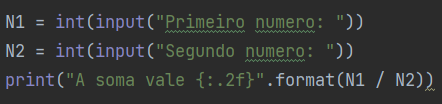 N1 = int(input("Primeiro numero: "))
N2 = int(input("Segundo numero: "))
print("A soma vale {:.2f}".format(N1 / N2))